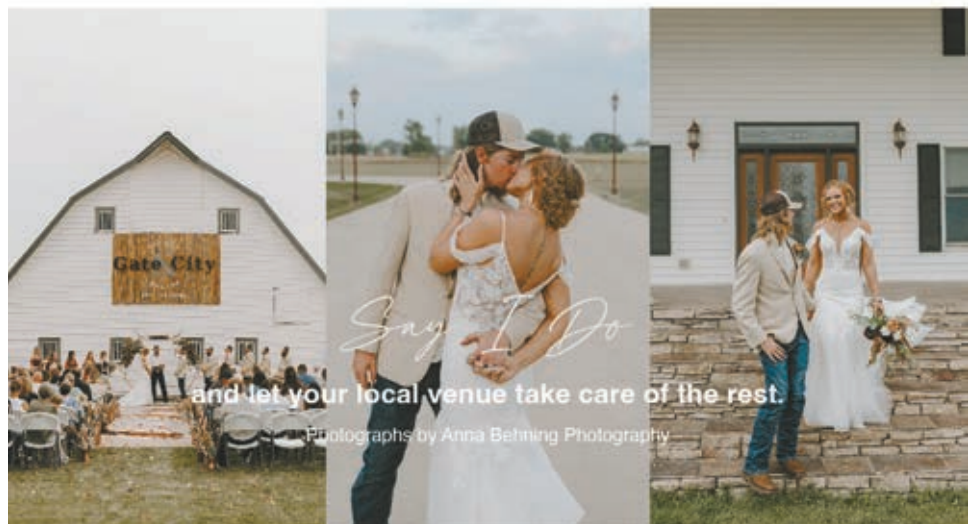 Gate City
Say I Do
and let your local venue take care of the rest.
Photographs by Anna Behning Photography